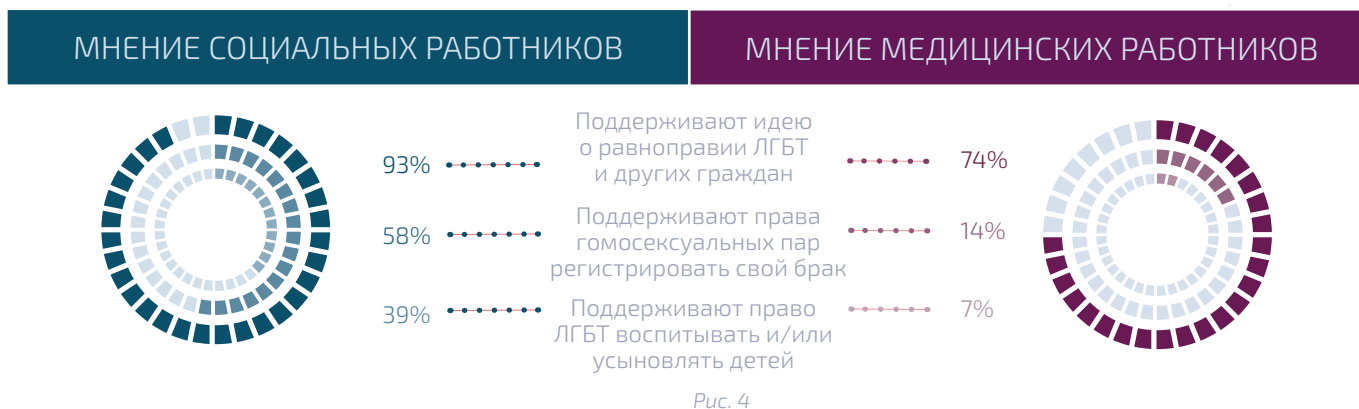 МНЕНИЕ СОЦИАЛЬНЫХ РАБОТНИКОВ
МНЕНИЕ МЕДИЦИНСКИХ РАБОТНИКОВ
93%
Поддерживают идею
о равноправии ЛГБТ
и других граждан
74%
58%
Поддерживают права
гомосексуальных пар
регистрировать свой брак
14%
39%
Поддерживают право
ЛГБТ воспитывать и/или
усыновлять детей
7%
Рис. 4